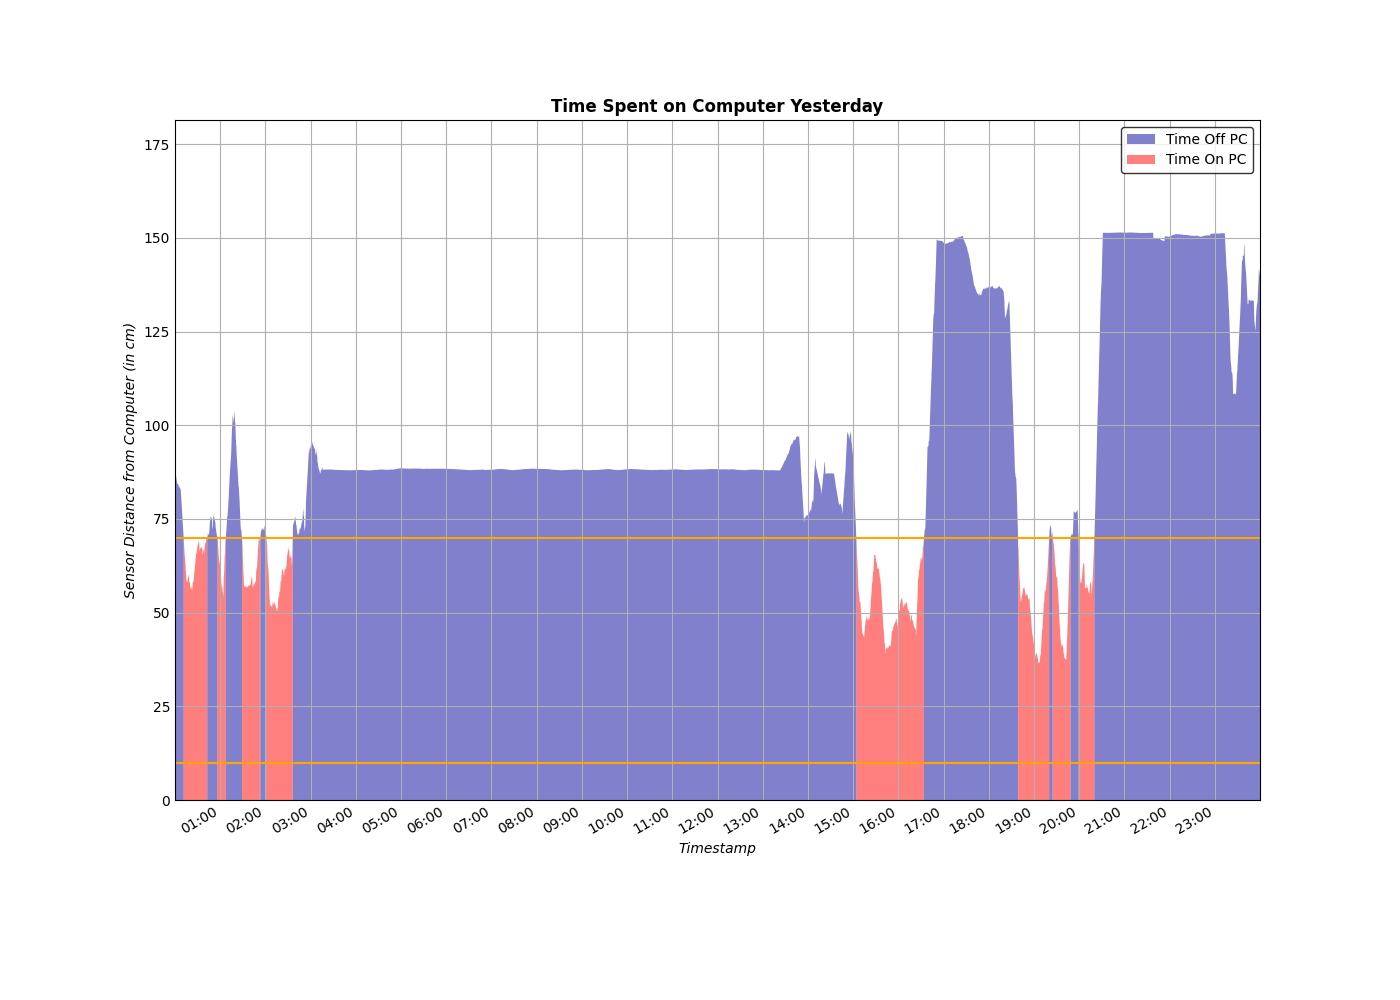 Time Spent on Computer Yesterday
Time Off PC
Time On PC
175
150
125
100
75
50
25
0
Sensor Distance from Computer (in cm)
01:00 02:00 03:00 04:00 05:00 06:00 07:00 08:00 09:00 10:00 11:00 12:00 13:00 14:00 15:00 16:00 17:00 18:00 19:00 20:00 21:00 22:00 23:00
Timestamp